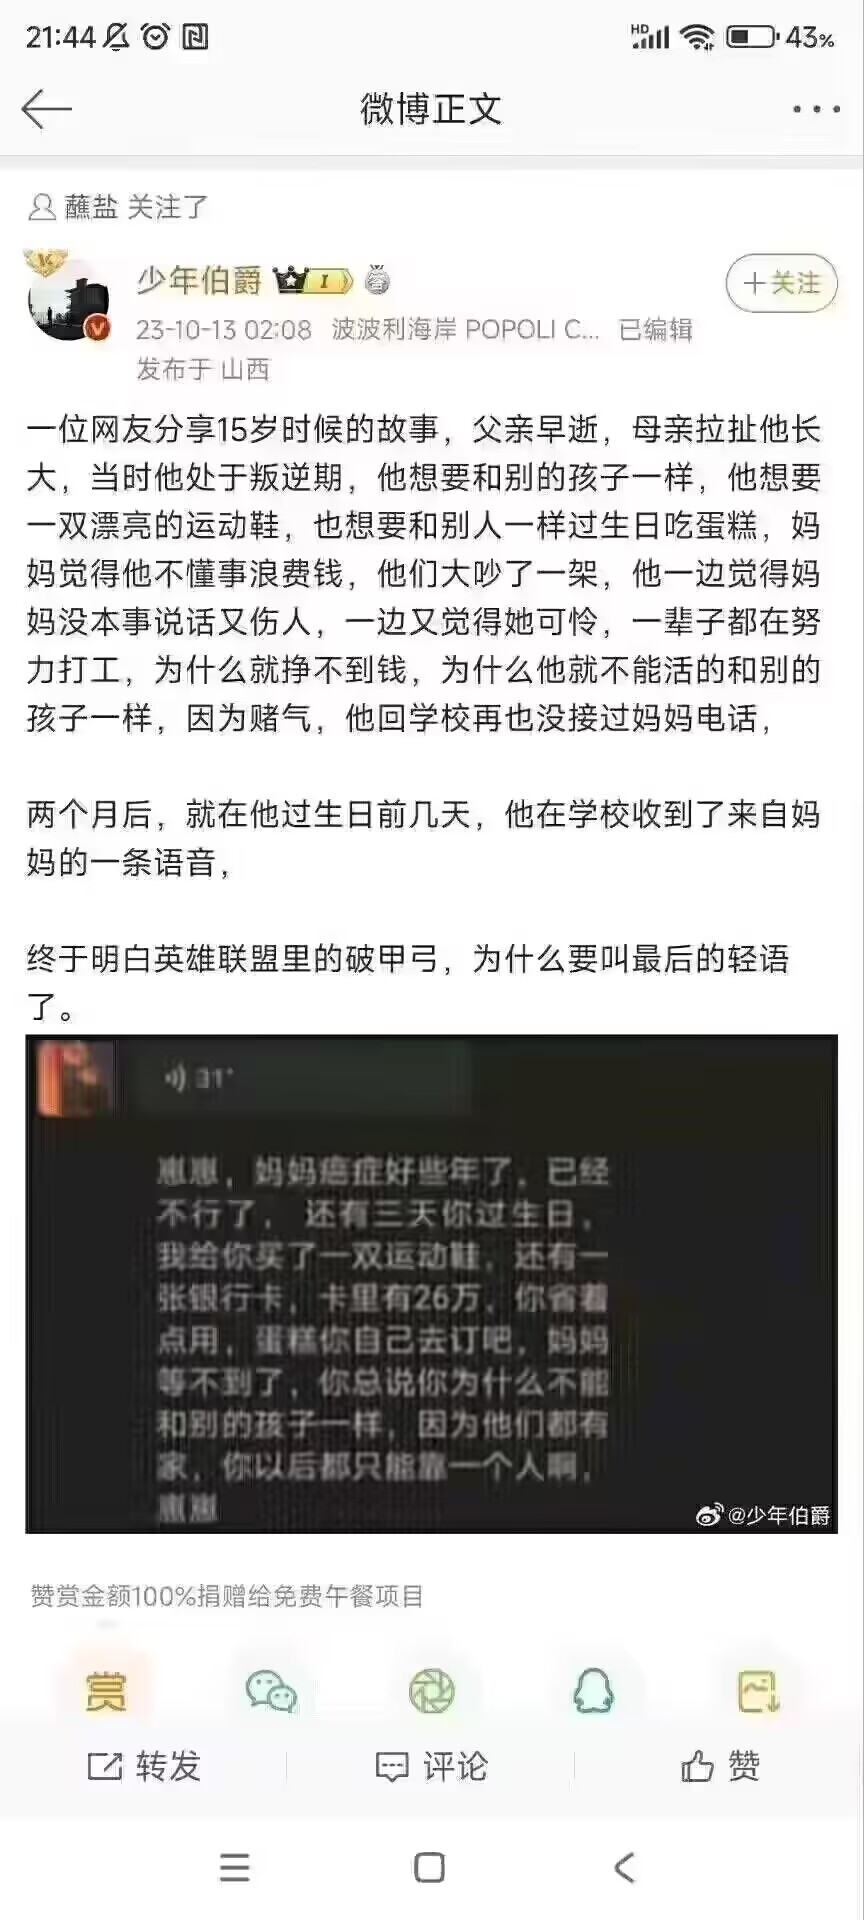 21:44 HD 43%
微博正文
蘸盐 关注了
少年伯爵 I
+关注
23-10-13 02:08 波波利海岸 POPOLI C... 已编辑
发布于 山西
一位网友分享15岁时候的故事，父亲早逝，母亲拉扯他长
大，当时他处于叛逆期，他想要和别的孩子一样，他想要
一双漂亮的运动鞋，也想要和别人一样过生日吃蛋糕，妈
妈觉得他不懂事浪费钱，他们大吵了一架，他一边觉得妈
妈没本事说话又伤人，一边又觉得她可怜，一辈子都在努
力打工，为什么就挣不到钱，为什么他就不能活的和别的
孩子一样，因为赌气，他回学校再也没接过妈妈电话，
两个月后，就在他过生日前几天，他在学校收到了来自妈
妈的一条语音，
终于明白英雄联盟里的破甲弓，为什么要叫最后的轻语
了。
31"
崽崽，妈妈癌症好些年了，已经
不行了，还有三天你过生日，
我给你买了一双运动鞋，还有一
张银行卡，卡里有26万，你省着
点用，蛋糕你自己去订吧，妈妈
等不到了，你总说你为什么不能
和别的孩子一样，因为他们都有
家，你以后都只能靠一个人啊，
崽崽
@少年伯爵
赞赏金额100%捐赠给免费午餐项目
赏
转发 评论 赞